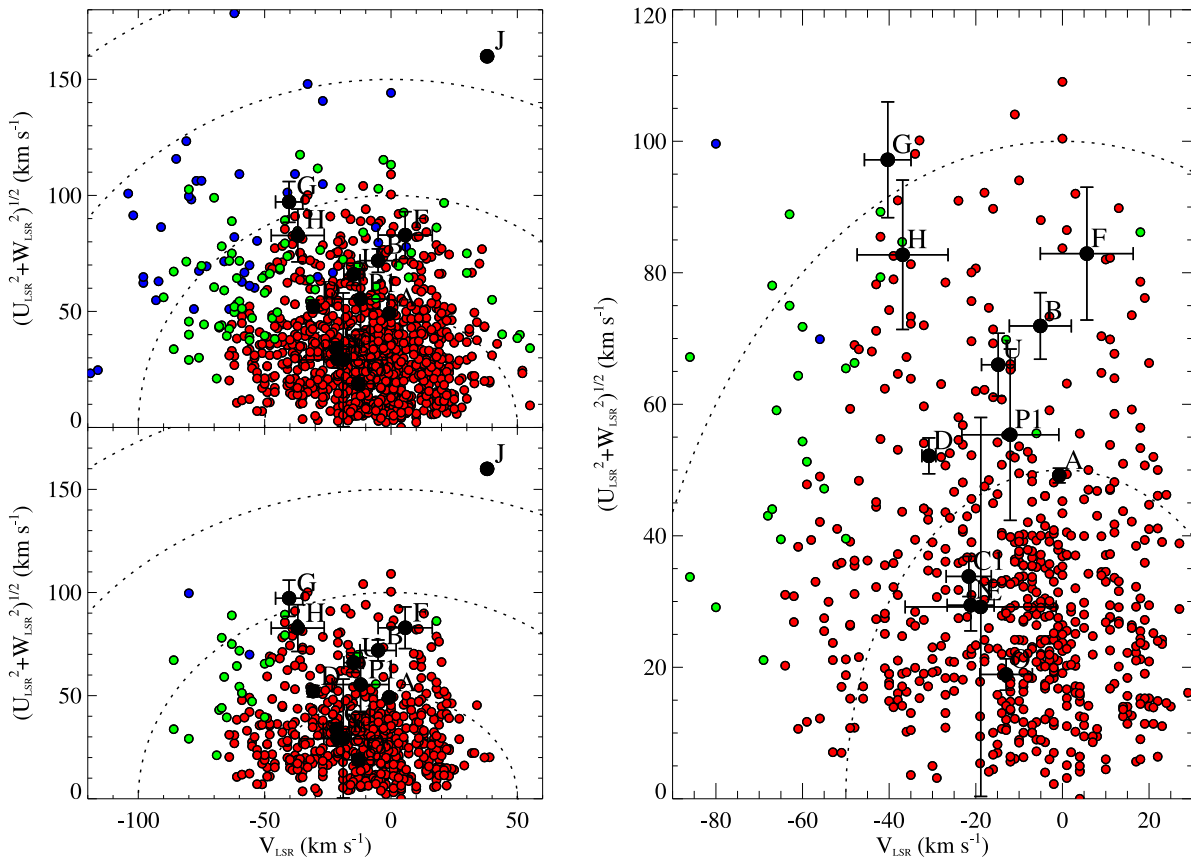 (U_LSR^2+W_LSR^2)^1/2 (km s^-1)
150
100
50
0
J
G
H
F
B
U
P1
A
(U_LSR^2+W_LSR^2)^1/2 (km s^-1)
150
100
50
0
J
G
H
F
B
U
P1
D
A
-100
-50
0
50
V_LSR (km s^-1)
(U_LSR^2+W_LSR^2)^1/2 (km s^-1)
120
100
80
60
40
20
0
G
H
F
B
U
P1
D
A
C1
E
-80
-60
-40
-20
0
20
V_LSR (km s^-1)